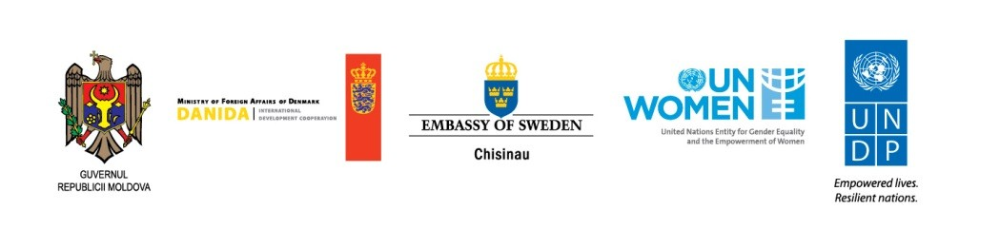 GUVERNUL
REPUBLICII MOLDOVA
MINISTRY OF FOREIGN AFFAIRS OF DENMARK
DANIDA | INTERNATIONAL
DEVELOPMENT COOPERATION
EMBASSY OF SWEDEN
Chisinau
UN
WOMEN
United Nations Entity for Gender Equality
and the Empowerment of Women
U N
D P
Empowered lives.
Resilient nations.